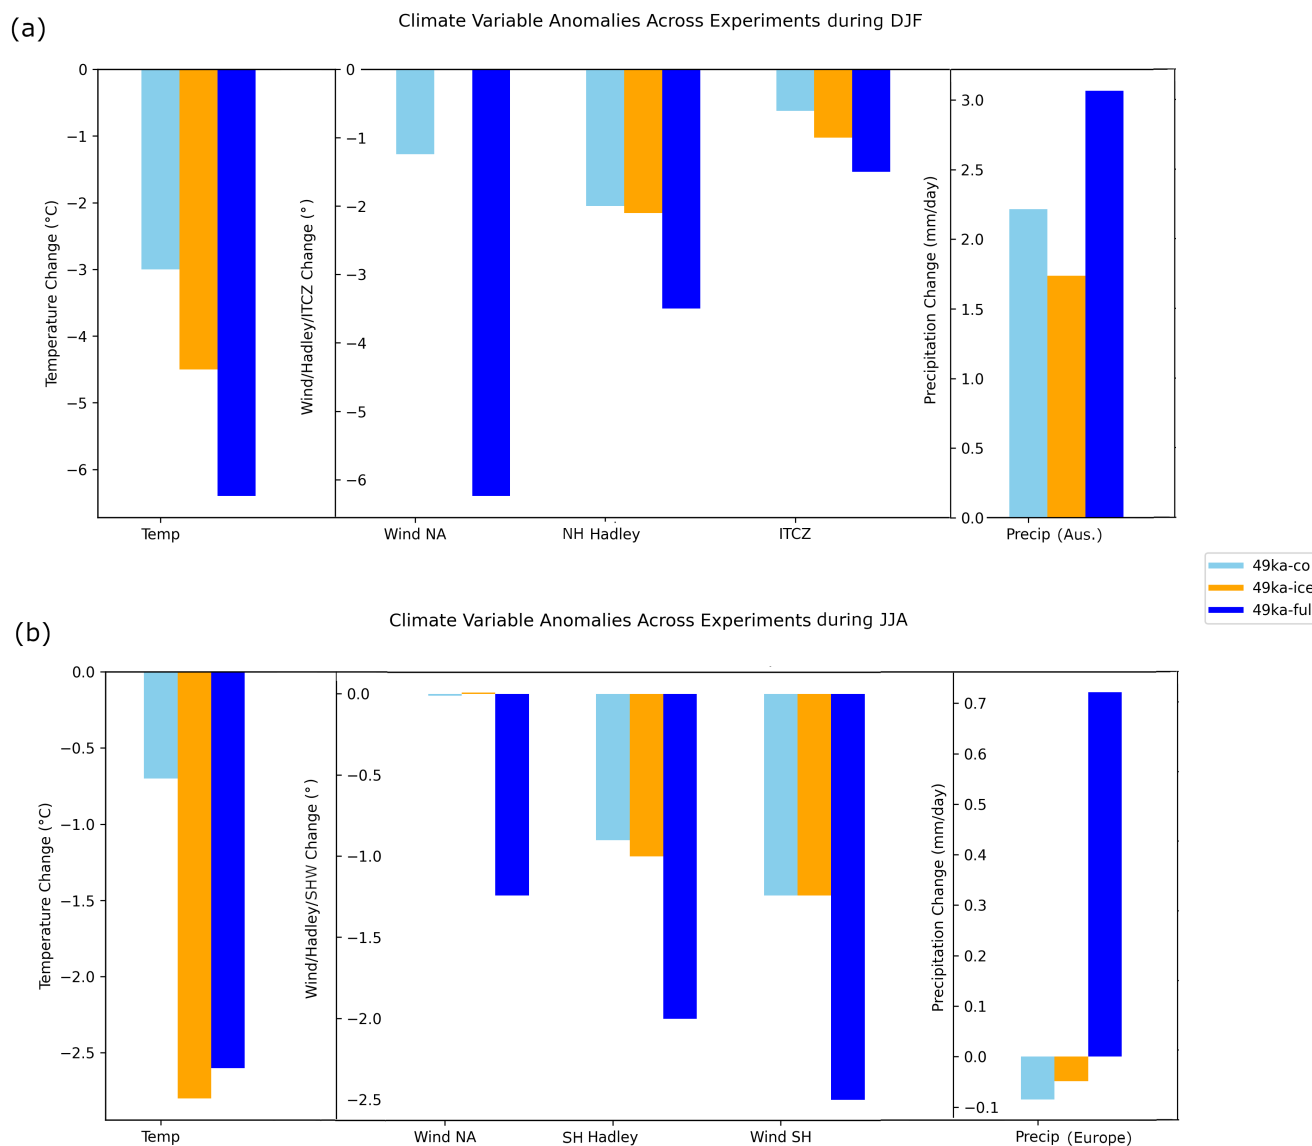 (a)
Climate Variable Anomalies Across Experiments during DJF
Temperature Change (°C)
0
−1
−2
−3
−4
−5
−6
Temp
Wind/Hadley/ITCZ Change (°)
0
−1
−2
−3
−4
−5
−6
Wind NA
NH Hadley
ITCZ
Precipitation Change (mm/day)
3.0
2.5
2.0
1.5
1.0
0.5
0.0
Precip (Aus.)
49ka-co
49ka-ice
49ka-ful
(b)
Climate Variable Anomalies Across Experiments during JJA
Temperature Change (°C)
0.0
−0.5
−1.0
−1.5
−2.0
−2.5
Temp
Wind/Hadley/SHW Change (°)
0.0
−0.5
−1.0
−1.5
−2.0
−2.5
Wind NA
SH Hadley
Wind SH
Precipitation Change (mm/day)
0.7
0.6
0.5
0.4
0.3
0.2
0.1
0.0
−0.1
Precip (Europe)